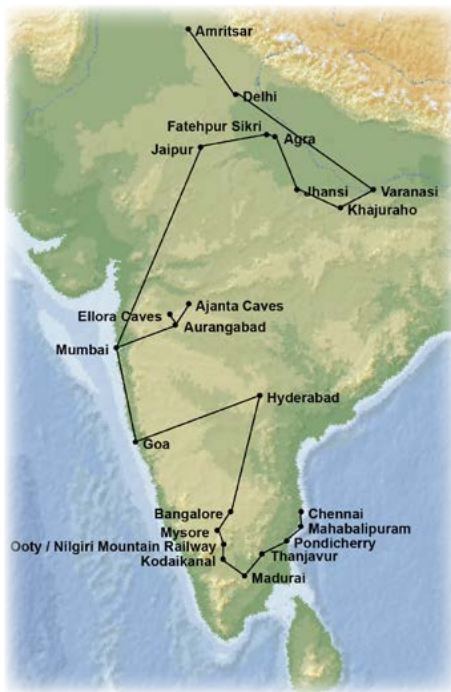 Amritsar
Delhi
Fatehpur Sikri
Agra
Jaipur
Jhansi
Varanasi
Khajuraho
Ajanta Caves
Ellora Caves
Aurangabad
Mumbai
Hyderabad
Goa
Bangalore
Chennai
Mysore
Mahabalipuram
Ooty / Nilgiri Mountain Railway
Pondicherry
Thanjavur
Kodaikanal
Madurai